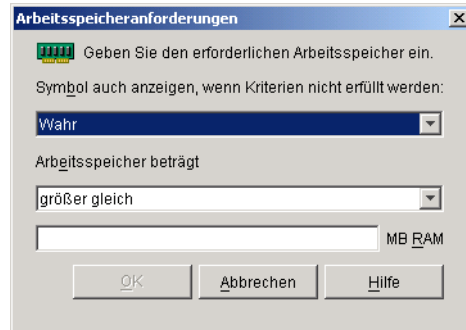 Arbeitsspeicheranforderungen
Geben Sie den erforderlichen Arbeitsspeicher ein.
Symbol auch anzeigen, wenn Kriterien nicht erfüllt werden:
Wahr
Arbeitsspeicher beträgt
größer gleich
MB RAM
OK Abbrechen Hilfe